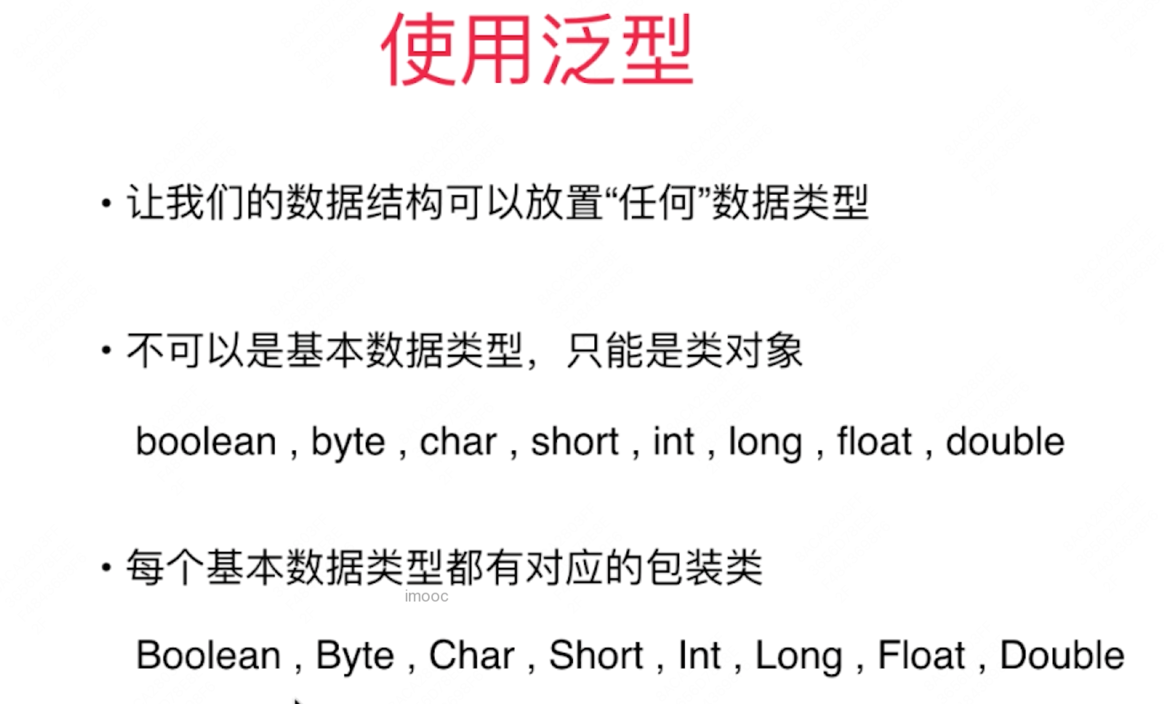 使用泛型
• 让我们的数据结构可以放置“任何”数据类型
• 不可以是基本数据类型，只能是类对象
boolean , byte , char , short , int , long , float , double
• 每个基本数据类型都有对应的包装类
imooc
Boolean , Byte , Char , Short , Int , Long , Float , Double